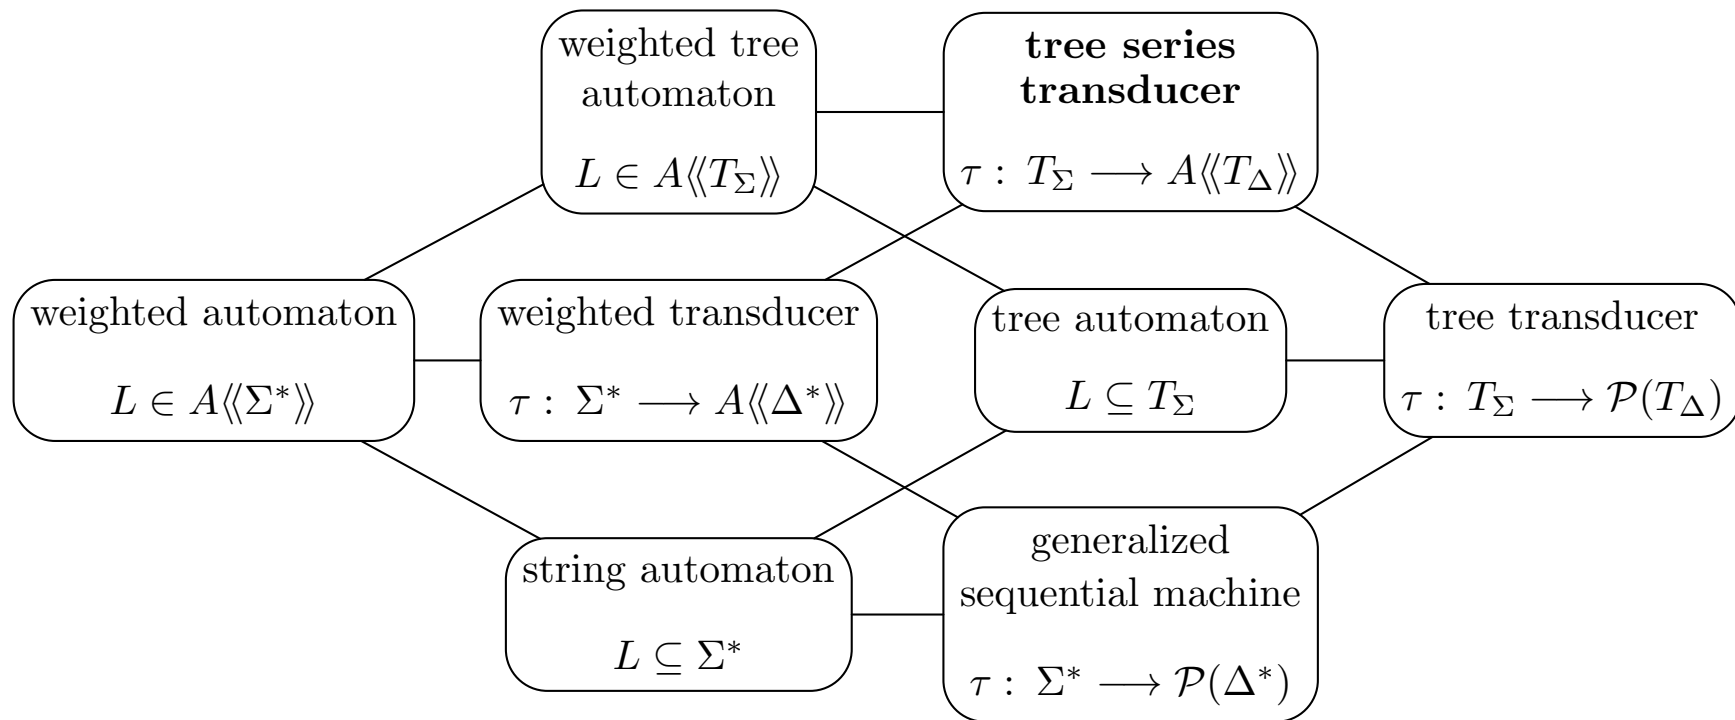 weighted tree
automaton
L ∈ A⟨⟨T_Σ⟩⟩
tree series
transducer
τ : T_Σ ⟶ A⟨⟨T_Δ⟩⟩
weighted automaton
L ∈ A⟨⟨Σ*⟩⟩
weighted transducer
τ : Σ* ⟶ A⟨⟨Δ*⟩⟩
tree automaton
L ⊆ T_Σ
tree transducer
τ : T_Σ ⟶ 𝒫(T_Δ)
string automaton
L ⊆ Σ*
generalized
sequential machine
τ : Σ* ⟶ 𝒫(Δ*)